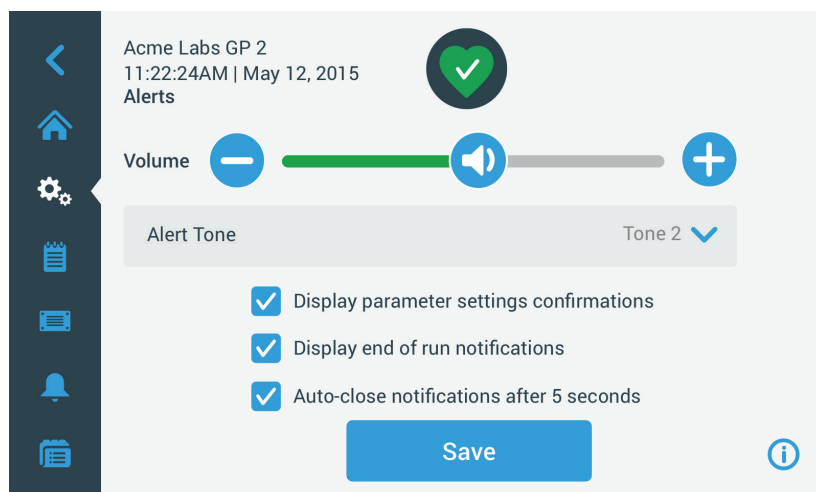 Acme Labs GP 2
11:22:24AM | May 12, 2015
Alerts
Volume
Alert Tone Tone 2
Display parameter settings confirmations
Display end of run notifications
Auto-close notifications after 5 seconds
Save